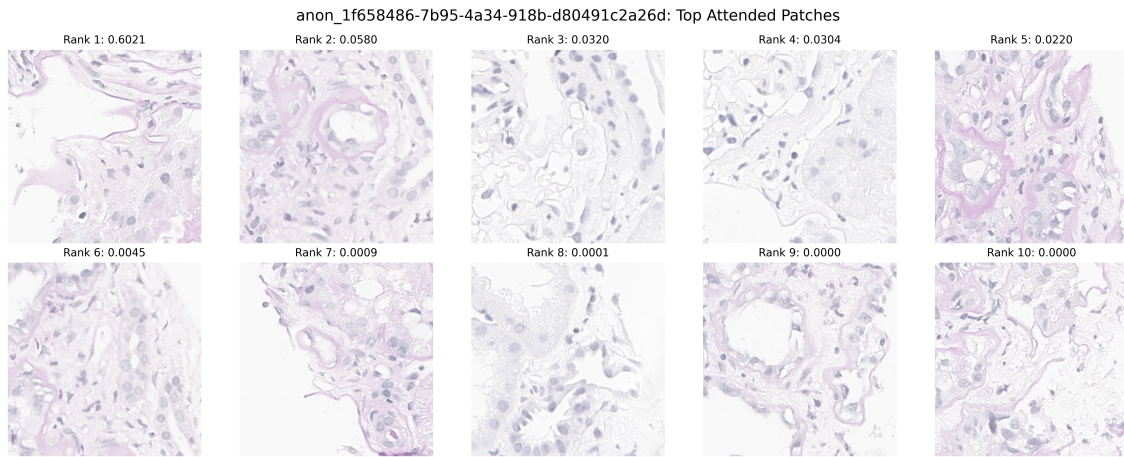 anon_1f658486-7b95-4a34-918b-d80491c2a26d: Top Attended Patches
Rank 1: 0.6021
Rank 2: 0.0580
Rank 3: 0.0320
Rank 4: 0.0304
Rank 5: 0.0220
Rank 6: 0.0045
Rank 7: 0.0009
Rank 8: 0.0001
Rank 9: 0.0000
Rank 10: 0.0000